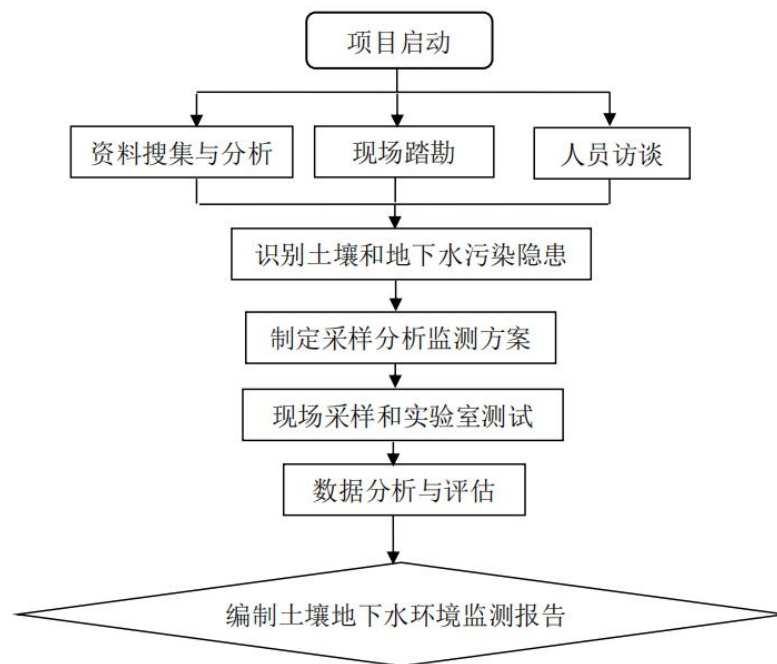 项目启动
资料搜集与分析
现场踏勘
人员访谈
识别土壤和地下水污染隐患
制定采样分析监测方案
现场采样和实验室测试
数据分析与评估
编制土壤地下水环境监测报告